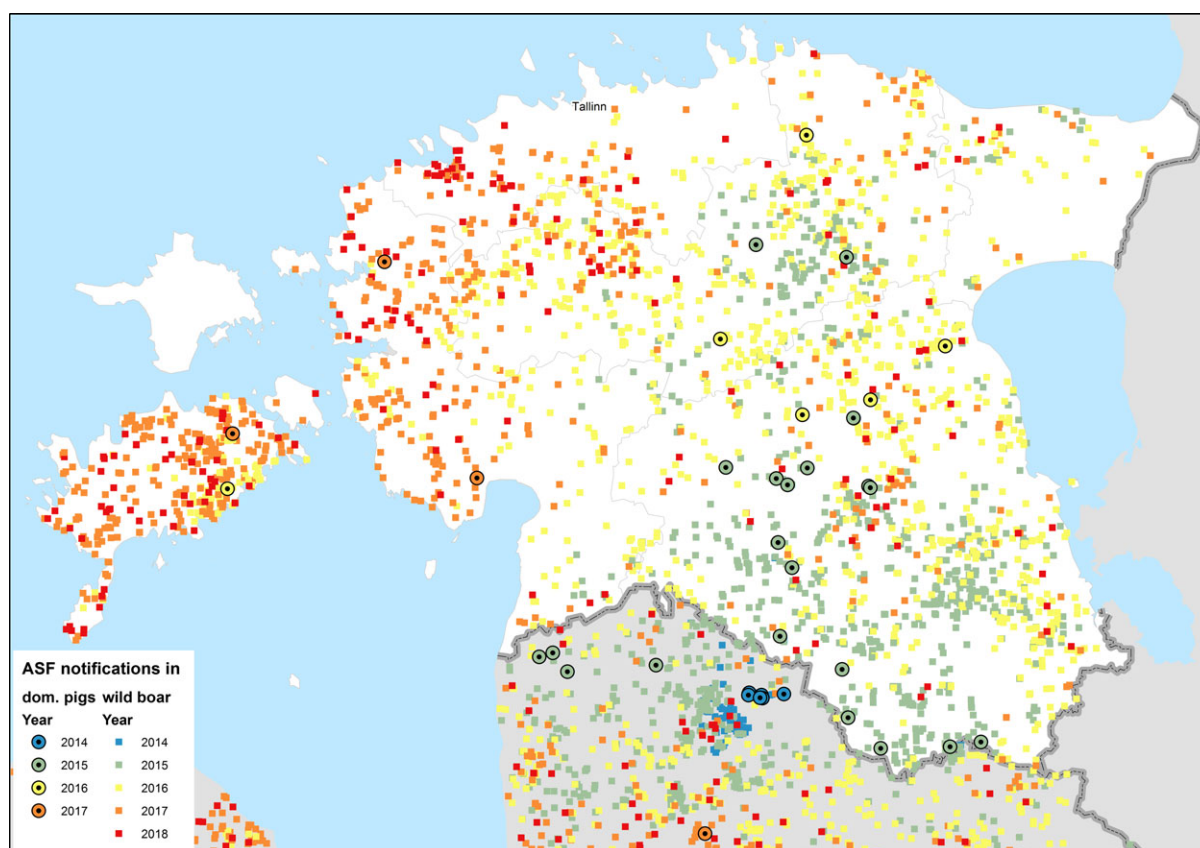 Tallinn
ASF notifications in
dom. pigs wild boar
Year Year
2014 2014
2015 2015
2016 2016
2017 2017
2018